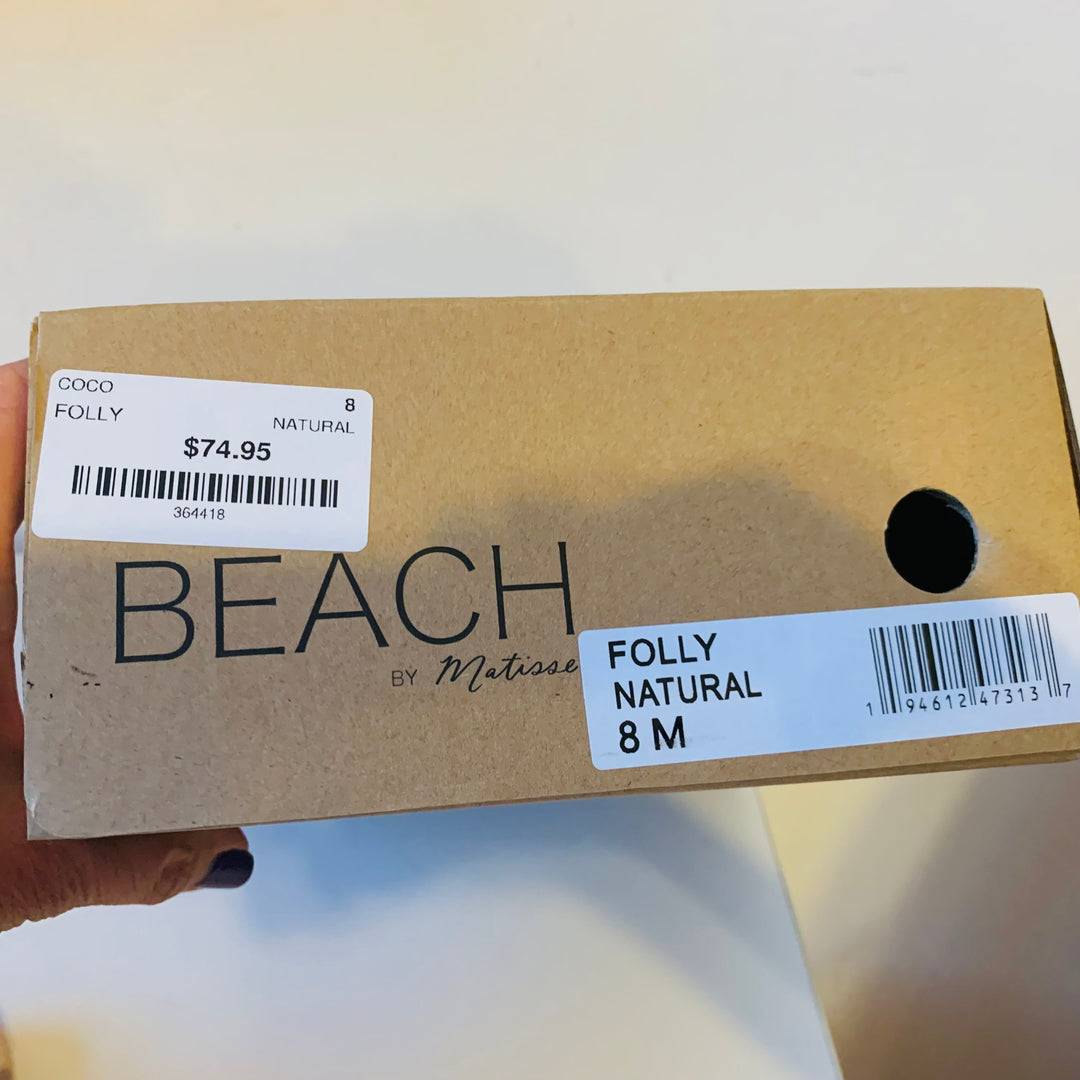 COCO 8
FOLLY NATURAL
$74.95
364418
BEACH
BY Matisse
FOLLY
NATURAL
8 M
1 94612 47313 7